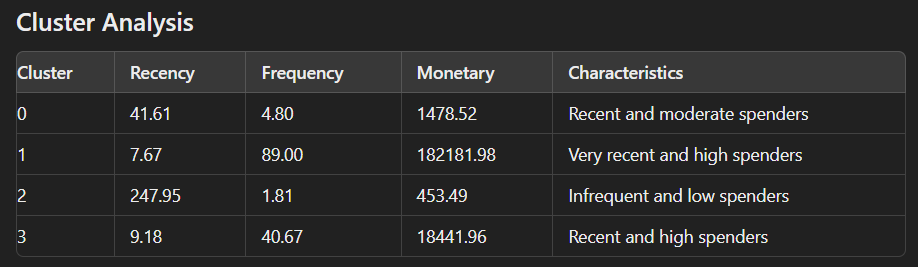 Cluster Analysis
Cluster Recency Frequency Monetary Characteristics
0 41.61 4.80 1478.52 Recent and moderate spenders
1 7.67 89.00 182181.98 Very recent and high spenders
2 247.95 1.81 453.49 Infrequent and low spenders
3 9.18 40.67 18441.96 Recent and high spenders